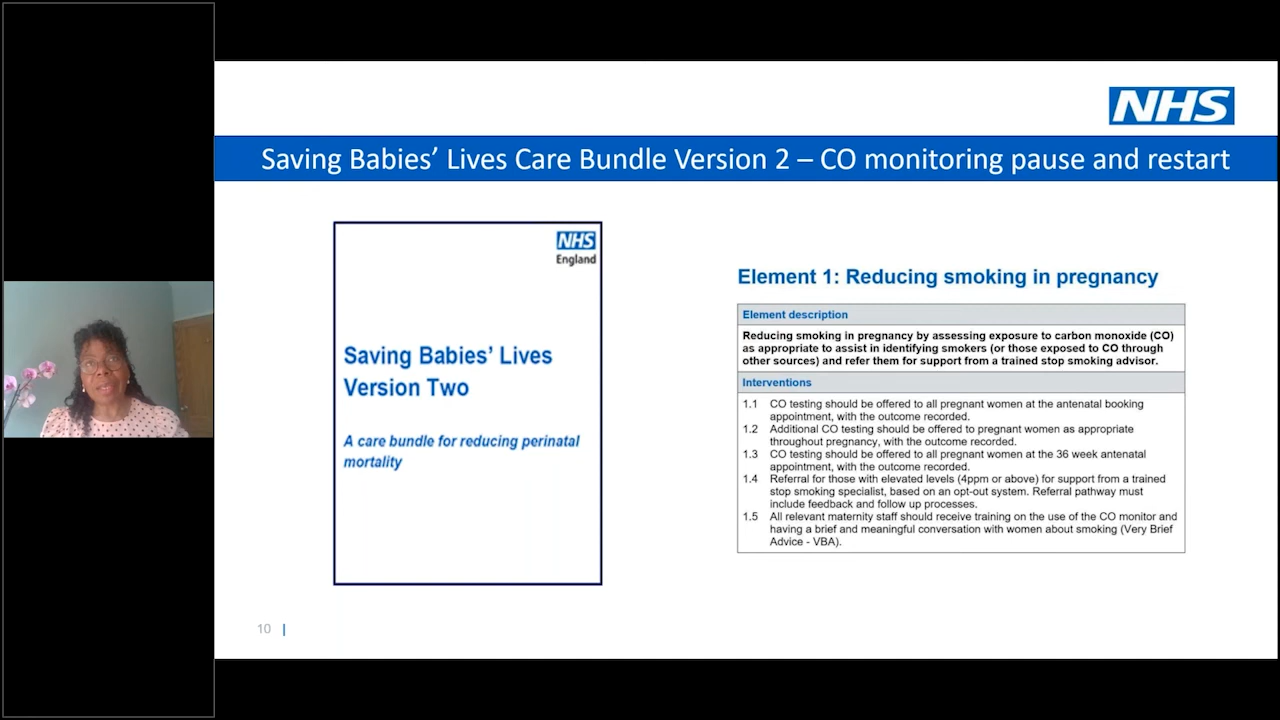 NHS
Saving Babies’ Lives Care Bundle Version 2 – CO monitoring pause and restart
NHS
England
Saving Babies’ Lives
Version Two
A care bundle for reducing perinatal
mortality
Element 1: Reducing smoking in pregnancy
Element description
Reducing smoking in pregnancy by assessing exposure to carbon monoxide (CO)
as appropriate to assist in identifying smokers (or those exposed to CO through
other sources) and refer them for support from a trained stop smoking advisor.
Interventions
1.1 CO testing should be offered to all pregnant women at the antenatal booking
appointment, with the outcome recorded.
1.2 Additional CO testing should be offered to pregnant women as appropriate
throughout pregnancy, with the outcome recorded.
1.3 CO testing should be offered to all pregnant women at the 36 week antenatal
appointment, with the outcome recorded.
1.4 Referral for those with elevated levels (4ppm or above) for support from a trained
stop smoking specialist, based on an opt-out system. Referral pathway must
include feedback and follow up processes.
1.5 All relevant maternity staff should receive training on the use of the CO monitor and
having a brief and meaningful conversation with women about smoking (Very Brief
Advice - VBA).
10 |